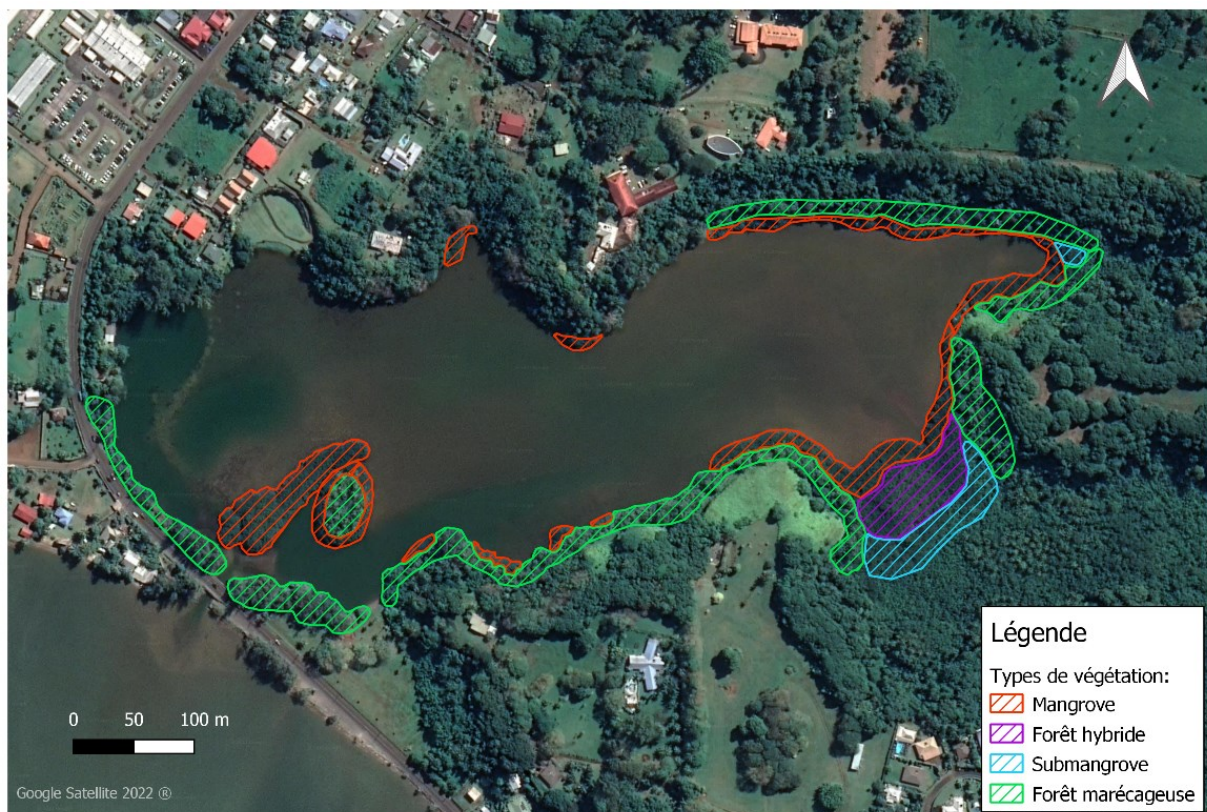 Légende
Types de végétation:
Mangrove
Forêt hybride
Submangrove
Forêt marécageuse
0 50 100 m
Google Satellite 2022 ®